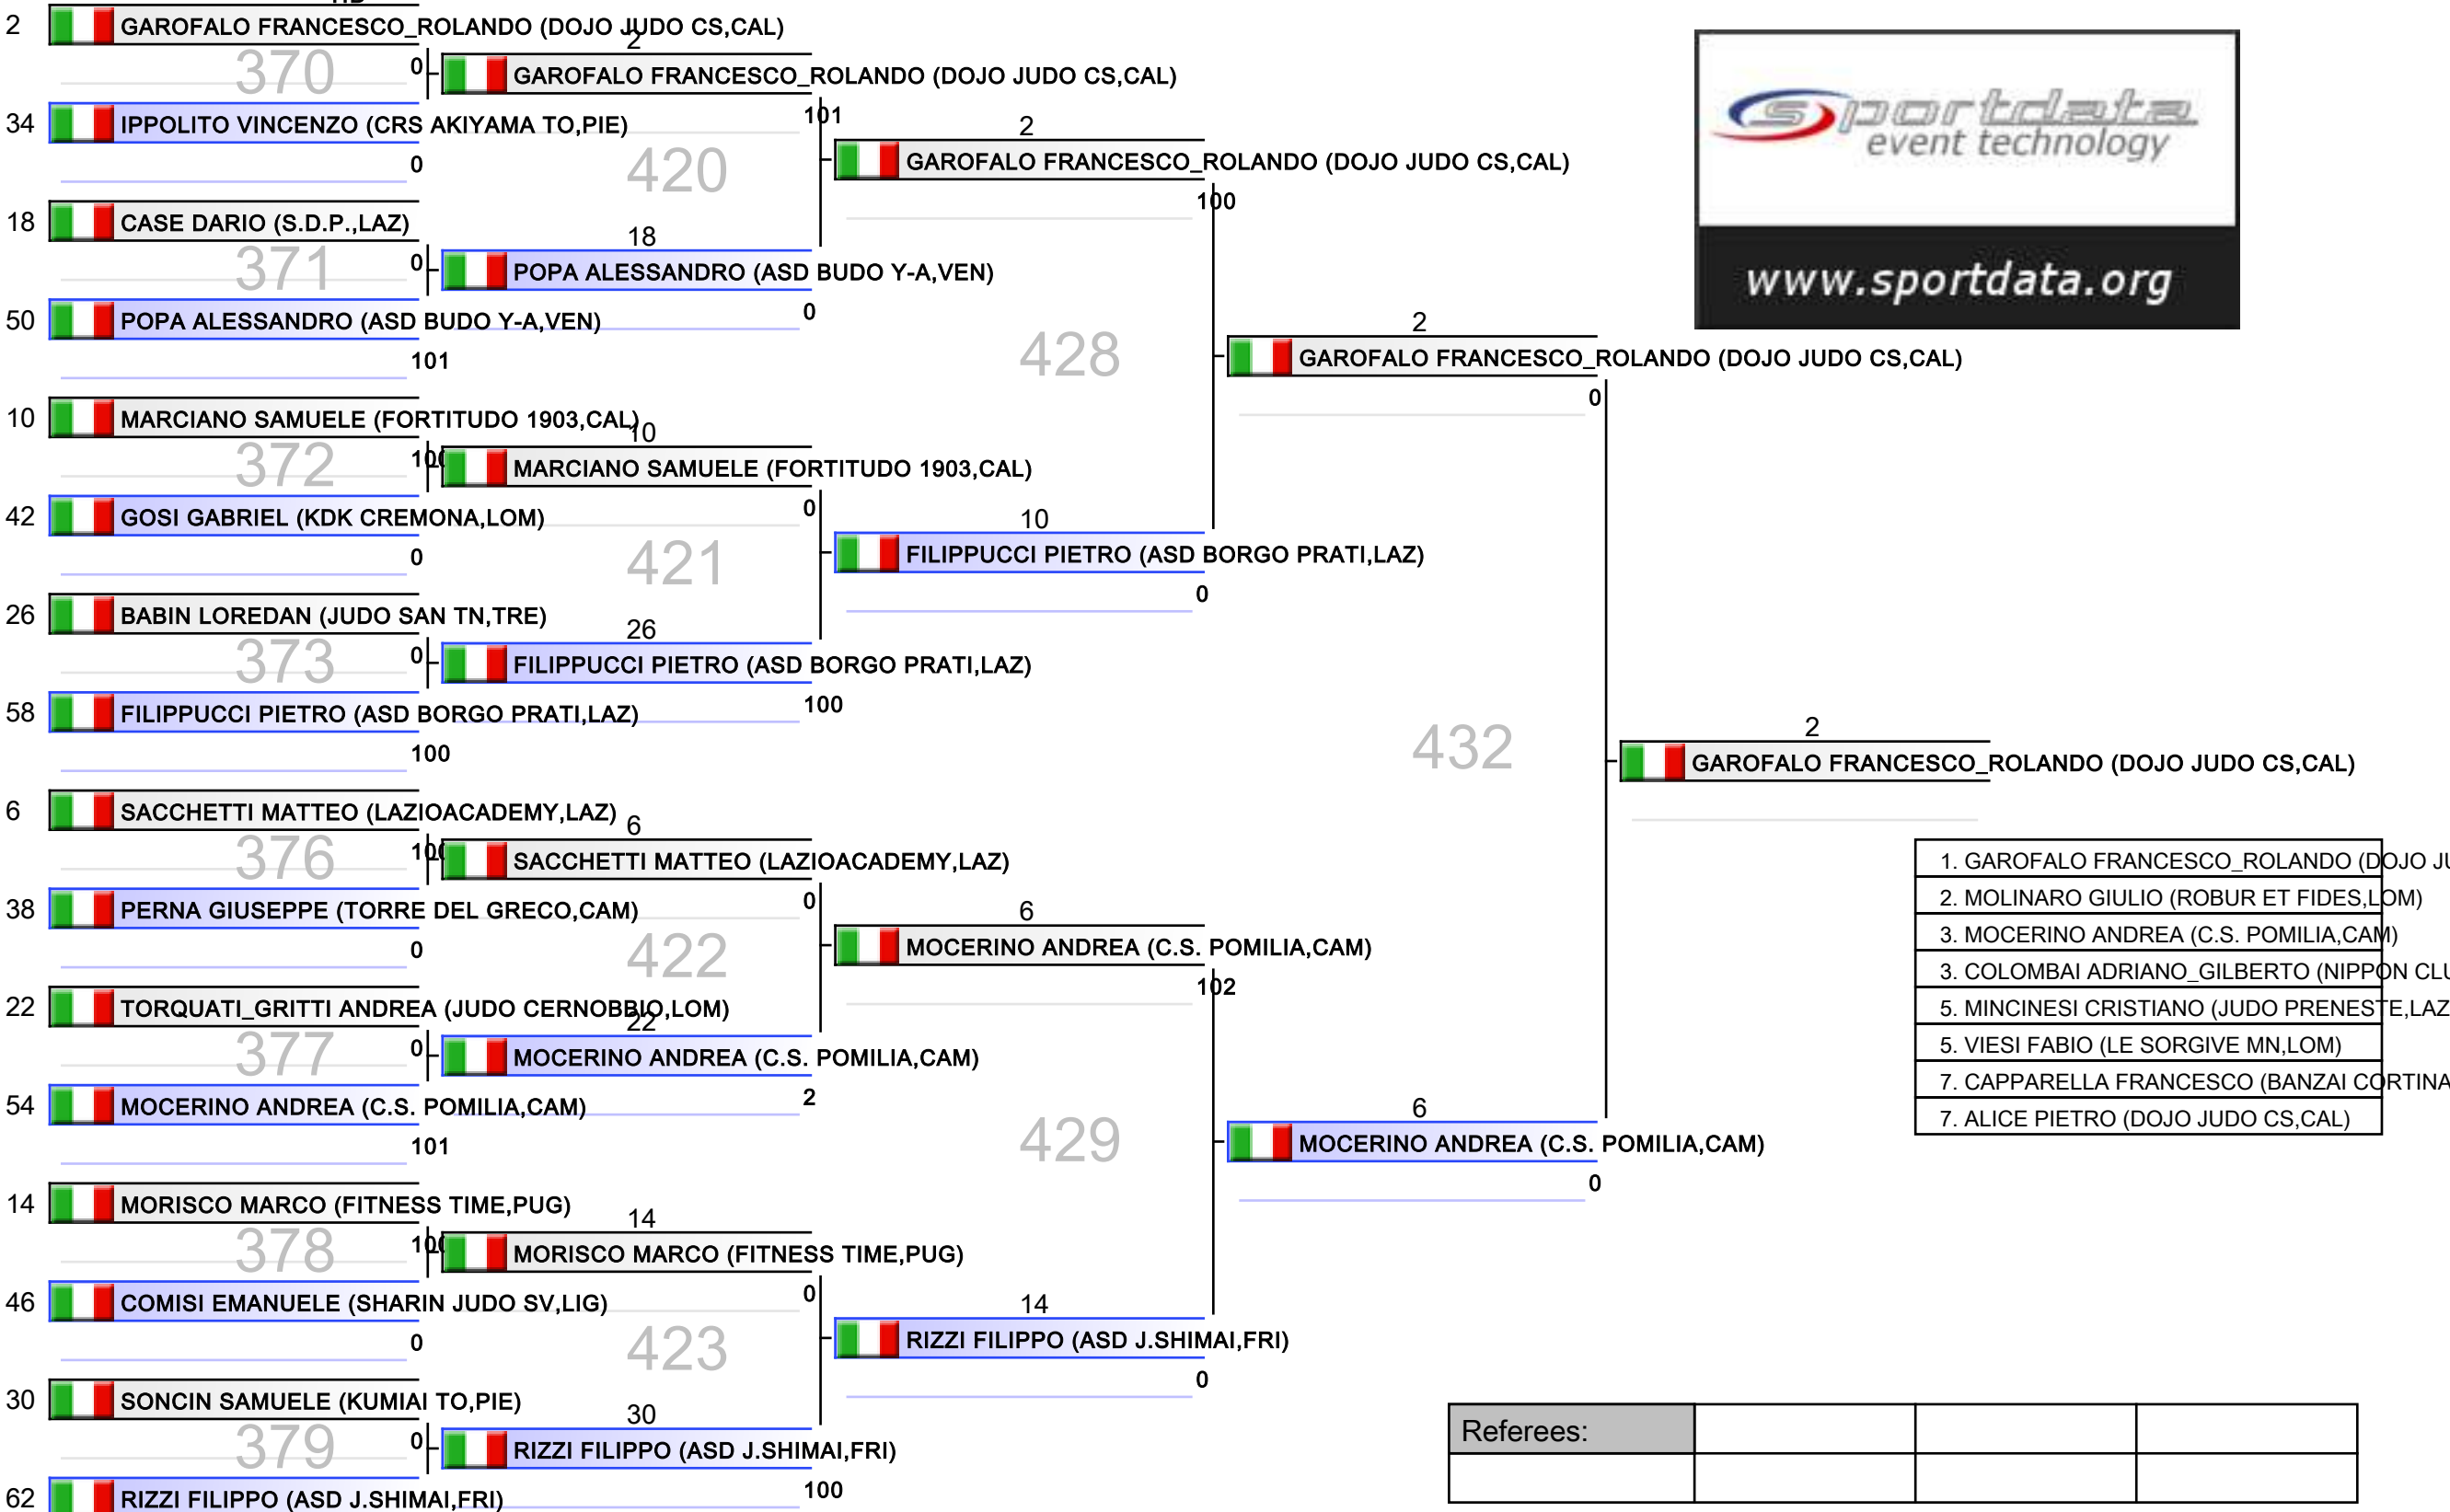 2 GAROFALO FRANCESCO_ROLANDO (DOJO JUDO CS,CAL)
370 0
34 IPPOLITO VINCENZO (CRS AKIYAMA TO,PIE)
0
18 CASE DARIO (S.D.P.,LAZ)
371 0
50 POPA ALESSANDRO (ASD BUDO Y-A,VEN)
101
10 MARCIANO SAMUELE (FORTITUDO 1903,CAL)
372 100
42 GOSI GABRIEL (KDK CREMONA,LOM)
0
26 BABIN LOREDAN (JUDO SAN TN,TRE)
373 0
58 FILIPPUCCI PIETRO (ASD BORGO PRATI,LAZ)
100
6 SACCHETTI MATTEO (LAZIOACADEMY,LAZ)
376 100
38 PERNA GIUSEPPE (TORRE DEL GRECO,CAM)
0
22 TORQUATI_GRITTI ANDREA (JUDO CERNOBBIO,LOM)
377 0
54 MOCERINO ANDREA (C.S. POMILIA,CAM)
101
14 MORISCO MARCO (FITNESS TIME,PUG)
378 100
46 COMISI EMANUELE (SHARIN JUDO SV,LIG)
0
30 SONCIN SAMUELE (KUMIAI TO,PIE)
379 0
62 RIZZI FILIPPO (ASD J.SHIMAI,FRI)
2
GAROFALO FRANCESCO_ROLANDO (DOJO JUDO CS,CAL)
101
420
18
POPA ALESSANDRO (ASD BUDO Y-A,VEN)
0
10
MARCIANO SAMUELE (FORTITUDO 1903,CAL)
0
421
26
FILIPPUCCI PIETRO (ASD BORGO PRATI,LAZ)
100
6
SACCHETTI MATTEO (LAZIOACADEMY,LAZ)
0
422
22
MOCERINO ANDREA (C.S. POMILIA,CAM)
2
14
MORISCO MARCO (FITNESS TIME,PUG)
0
423
30
RIZZI FILIPPO (ASD J.SHIMAI,FRI)
100
2
GAROFALO FRANCESCO_ROLANDO (DOJO JUDO CS,CAL)
100
428
10
FILIPPUCCI PIETRO (ASD BORGO PRATI,LAZ)
0
6
MOCERINO ANDREA (C.S. POMILIA,CAM)
102
429
14
RIZZI FILIPPO (ASD J.SHIMAI,FRI)
0
2
GAROFALO FRANCESCO_ROLANDO (DOJO JUDO CS,CAL)
0
432
6
MOCERINO ANDREA (C.S. POMILIA,CAM)
0
2
GAROFALO FRANCESCO_ROLANDO (DOJO JUDO CS,CAL)
sportdata
event technology
www.sportdata.org
1. GAROFALO FRANCESCO_ROLANDO (DOJO JU
2. MOLINARO GIULIO (ROBUR ET FIDES,LOM)
3. MOCERINO ANDREA (C.S. POMILIA,CAM)
3. COLOMBAI ADRIANO_GILBERTO (NIPPON CLU
5. MINCINESI CRISTIANO (JUDO PRENESTE,LAZ
5. VIESI FABIO (LE SORGIVE MN,LOM)
7. CAPPARELLA FRANCESCO (BANZAI CORTINA
7. ALICE PIETRO (DOJO JUDO CS,CAL)
Referees: